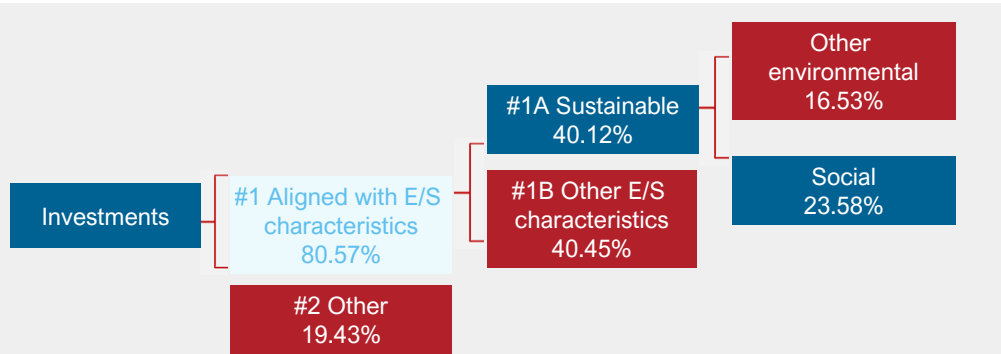 Investments
#1 Aligned with E/S
characteristics
80.57%
#2 Other
19.43%
#1A Sustainable
40.12%
#1B Other E/S
characteristics
40.45%
Other
environmental
16.53%
Social
23.58%